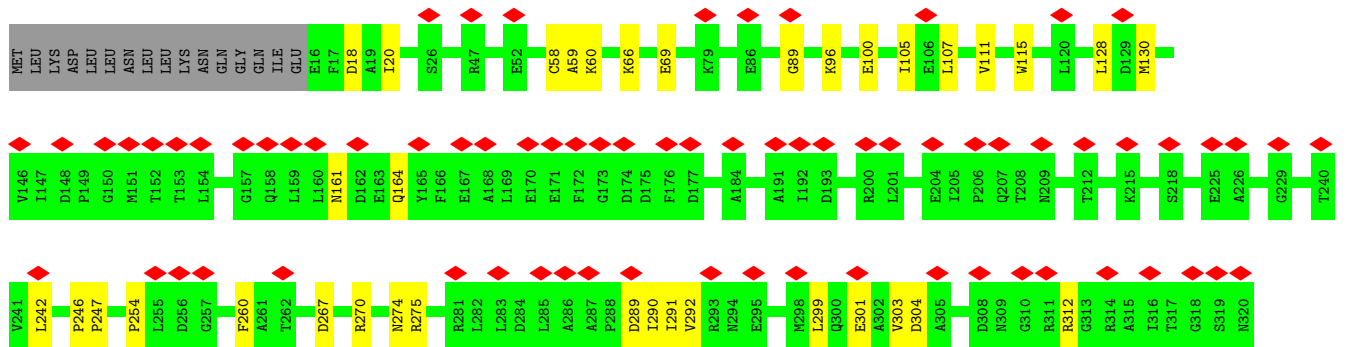 MET LEU LYS ASP LEU LEU ASN LEU LEU LYS ASN GLN GLY GLN ILE GLU E16 F17 D18 A19 I20 S26 R47 E52 C58 A59 K60 K66 E69 K79 E86 G89 K96 E100 I105 E106 L107 V111 W115 L120 L128 D129 M130
V146 I147 D148 P149 G150 M151 T152 T153 L154 G157 Q158 L159 L160 N161 D162 E163 Q164 Y165 F166 E167 A168 L169 E170 E171 F172 G173 D174 D175 F176 D177 A184 A191 I192 D193 R200 L201 E204 I205 P206 Q207 T208 N209 T212 K215 S218 E225 A226 G229 T240
V241 L242 P246 P247 P254 L255 D256 G257 F260 A261 T262 D267 R270 N274 R275 R281 L282 L283 D284 L285 A286 A287 P288 D289 I290 I291 V292 R293 N294 E295 M298 L299 Q300 E301 A302 V303 D304 A305 D308 N309 G310 R311 R312 G313 R314 A315 I316 T317 G318 S319 N320